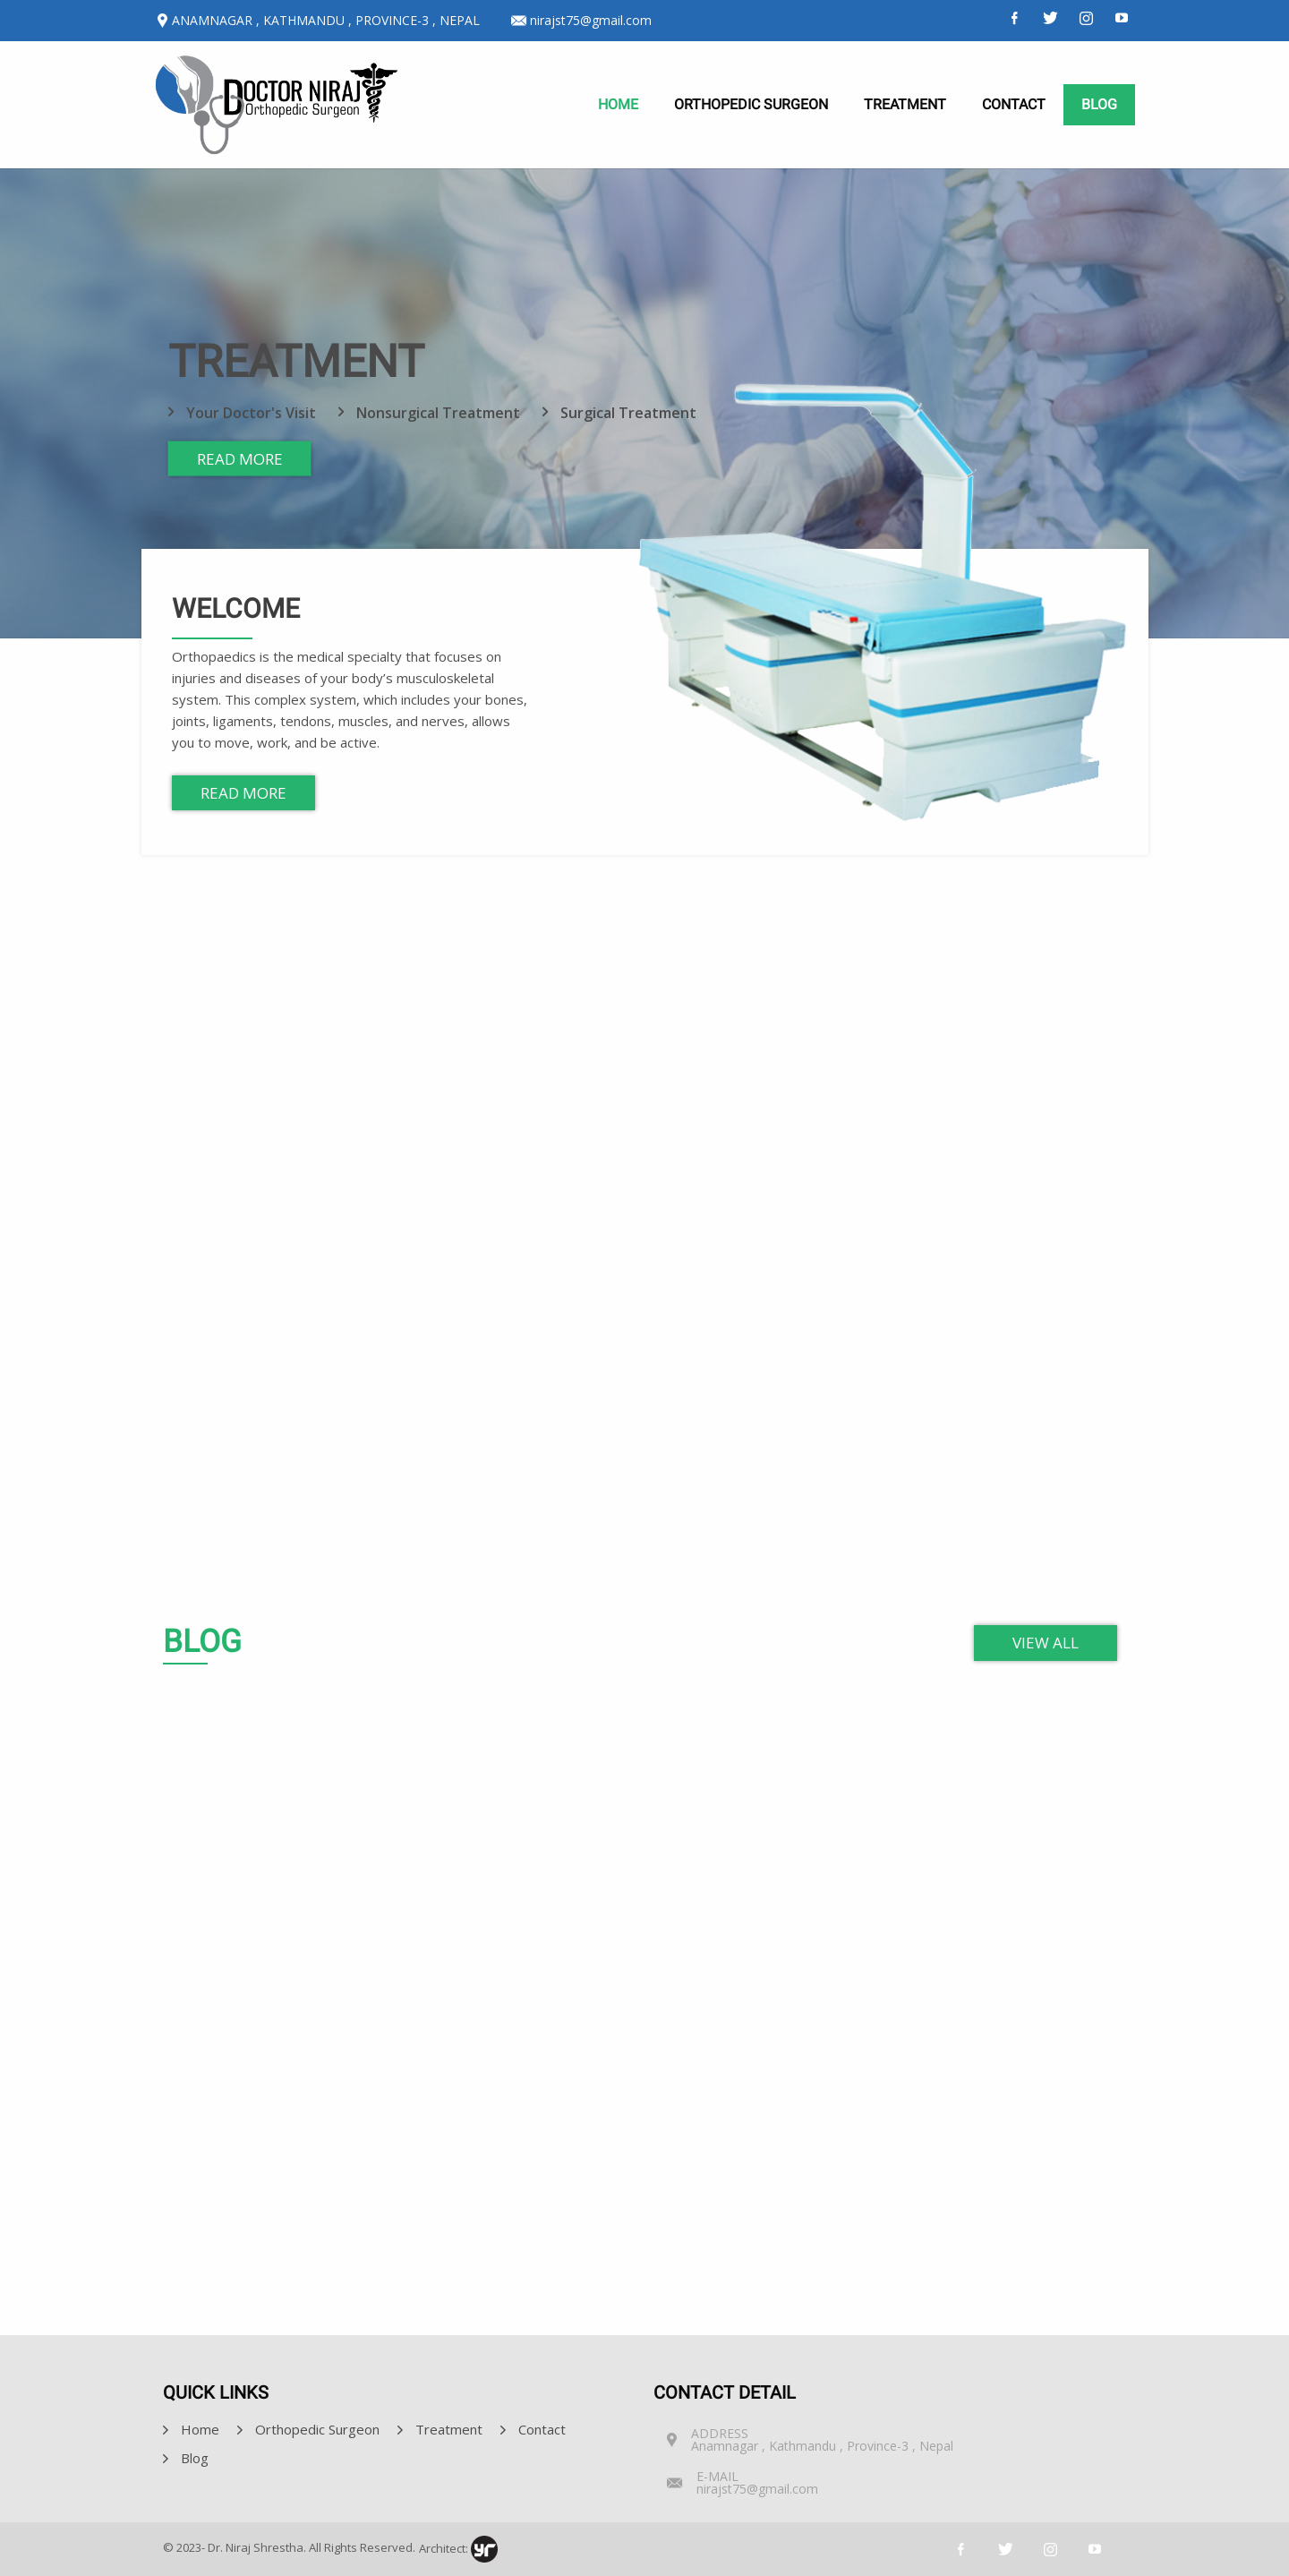 ANAMNAGAR , KATHMANDU , PROVINCE-3 , NEPAL nirajst75@gmail.com
DOCTOR NIRAJ
Orthopedic Surgeon
HOME ORTHOPEDIC SURGEON TREATMENT CONTACT BLOG
TREATMENT
Your Doctor's Visit Nonsurgical Treatment Surgical Treatment
READ MORE
WELCOME
Orthopaedics is the medical specialty that focuses on
injuries and diseases of your body’s musculoskeletal
system. This complex system, which includes your bones,
joints, ligaments, tendons, muscles, and nerves, allows
you to move, work, and be active.
READ MORE
BLOG
VIEW ALL
QUICK LINKS
Home Orthopedic Surgeon Treatment Contact
Blog
CONTACT DETAIL
ADDRESS
Anamnagar , Kathmandu , Province-3 , Nepal
E-MAIL
nirajst75@gmail.com
© 2023- Dr. Niraj Shrestha. All Rights Reserved. Architect: yr